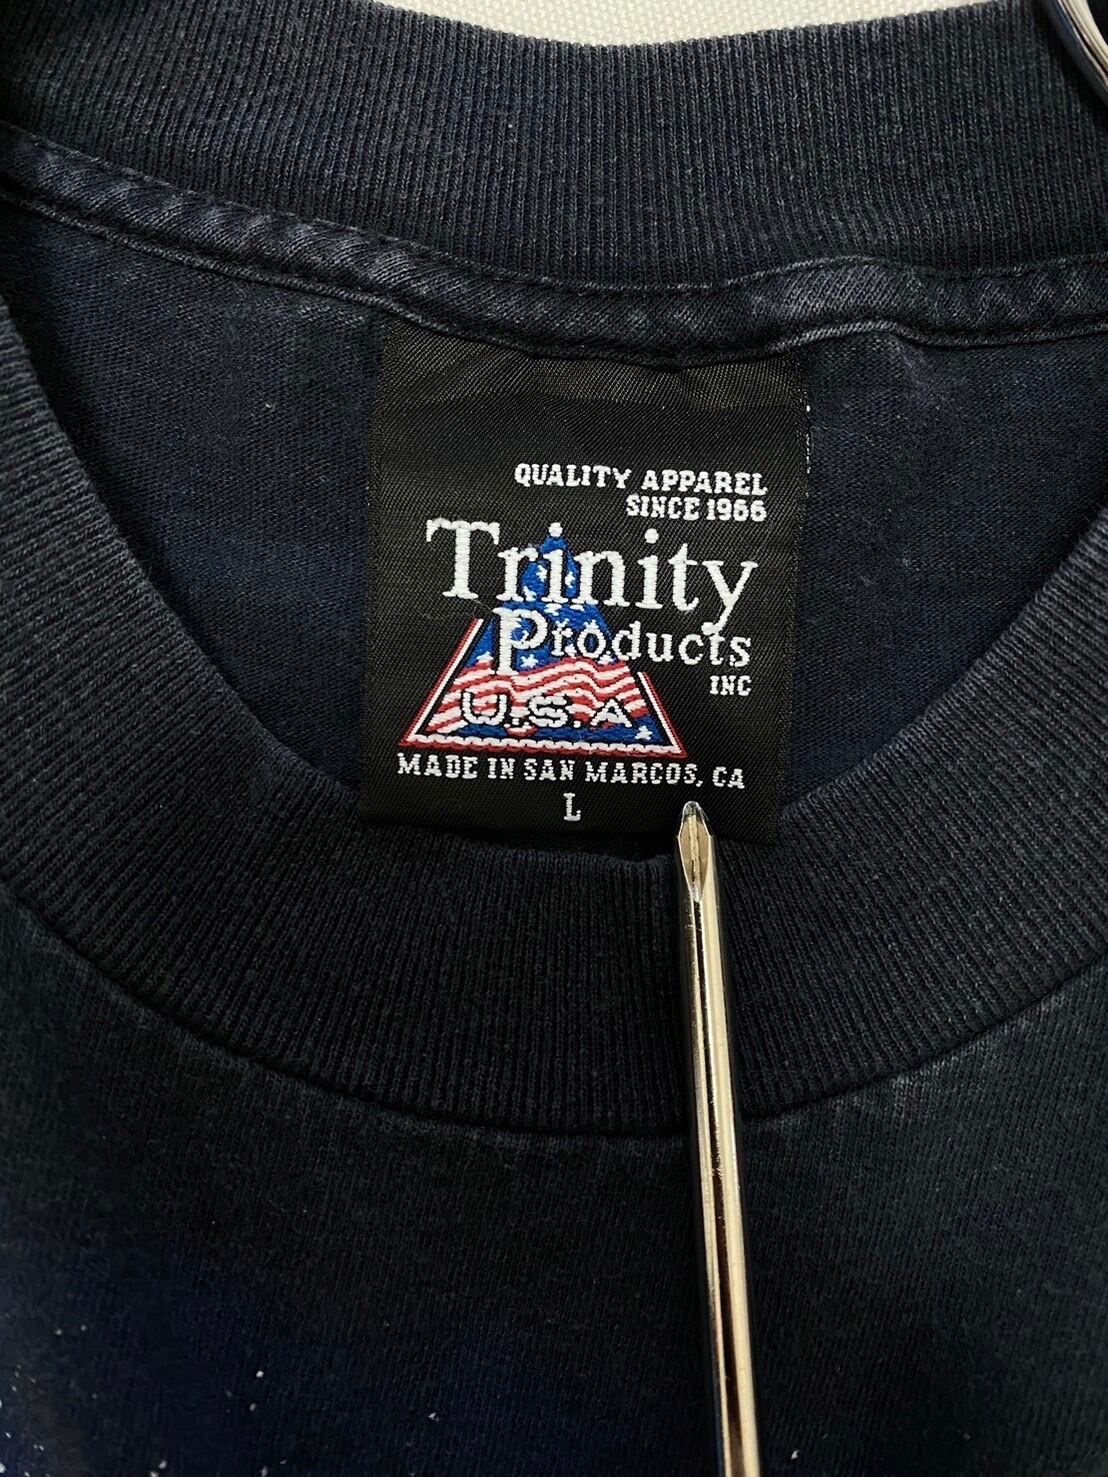 QUALITY APPAREL
SINCE 1966
Trinity
Products
INC
U.S.A
MADE IN SAN MARCOS, CA
L